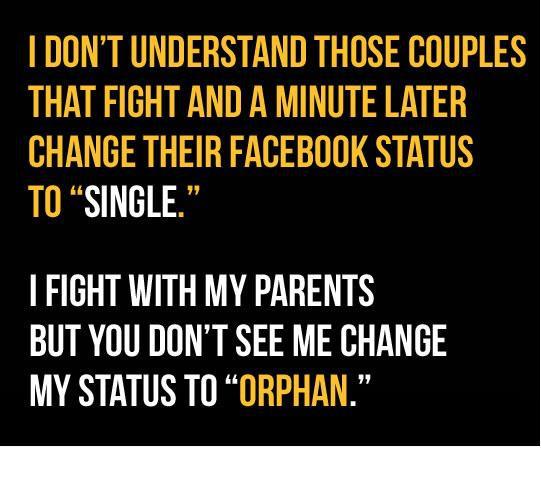 I DON’T UNDERSTAND THOSE COUPLES
THAT FIGHT AND A MINUTE LATER
CHANGE THEIR FACEBOOK STATUS
TO “SINGLE.”
I FIGHT WITH MY PARENTS
BUT YOU DON’T SEE ME CHANGE
MY STATUS TO “ORPHAN.”